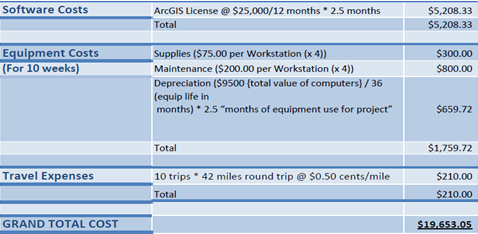 Software Costs ArcGIS License @ $25,000/12 months * 2.5 months $5,208.33
Total $5,208.33
Equipment Costs Supplies ($75.00 per Workstation (x 4)) $300.00
(For 10 weeks) Maintenance ($200.00 per Workstation (x 4)) $800.00
Depreciation ($9500 (total value of computers) / 36
(equip life in
months) * 2.5 “months of equipment use for project” $659.72
Total $1,759.72
Travel Expenses 10 trips * 42 miles round trip @ $0.50 cents/mile $210.00
Total $210.00
GRAND TOTAL COST $19,653.05